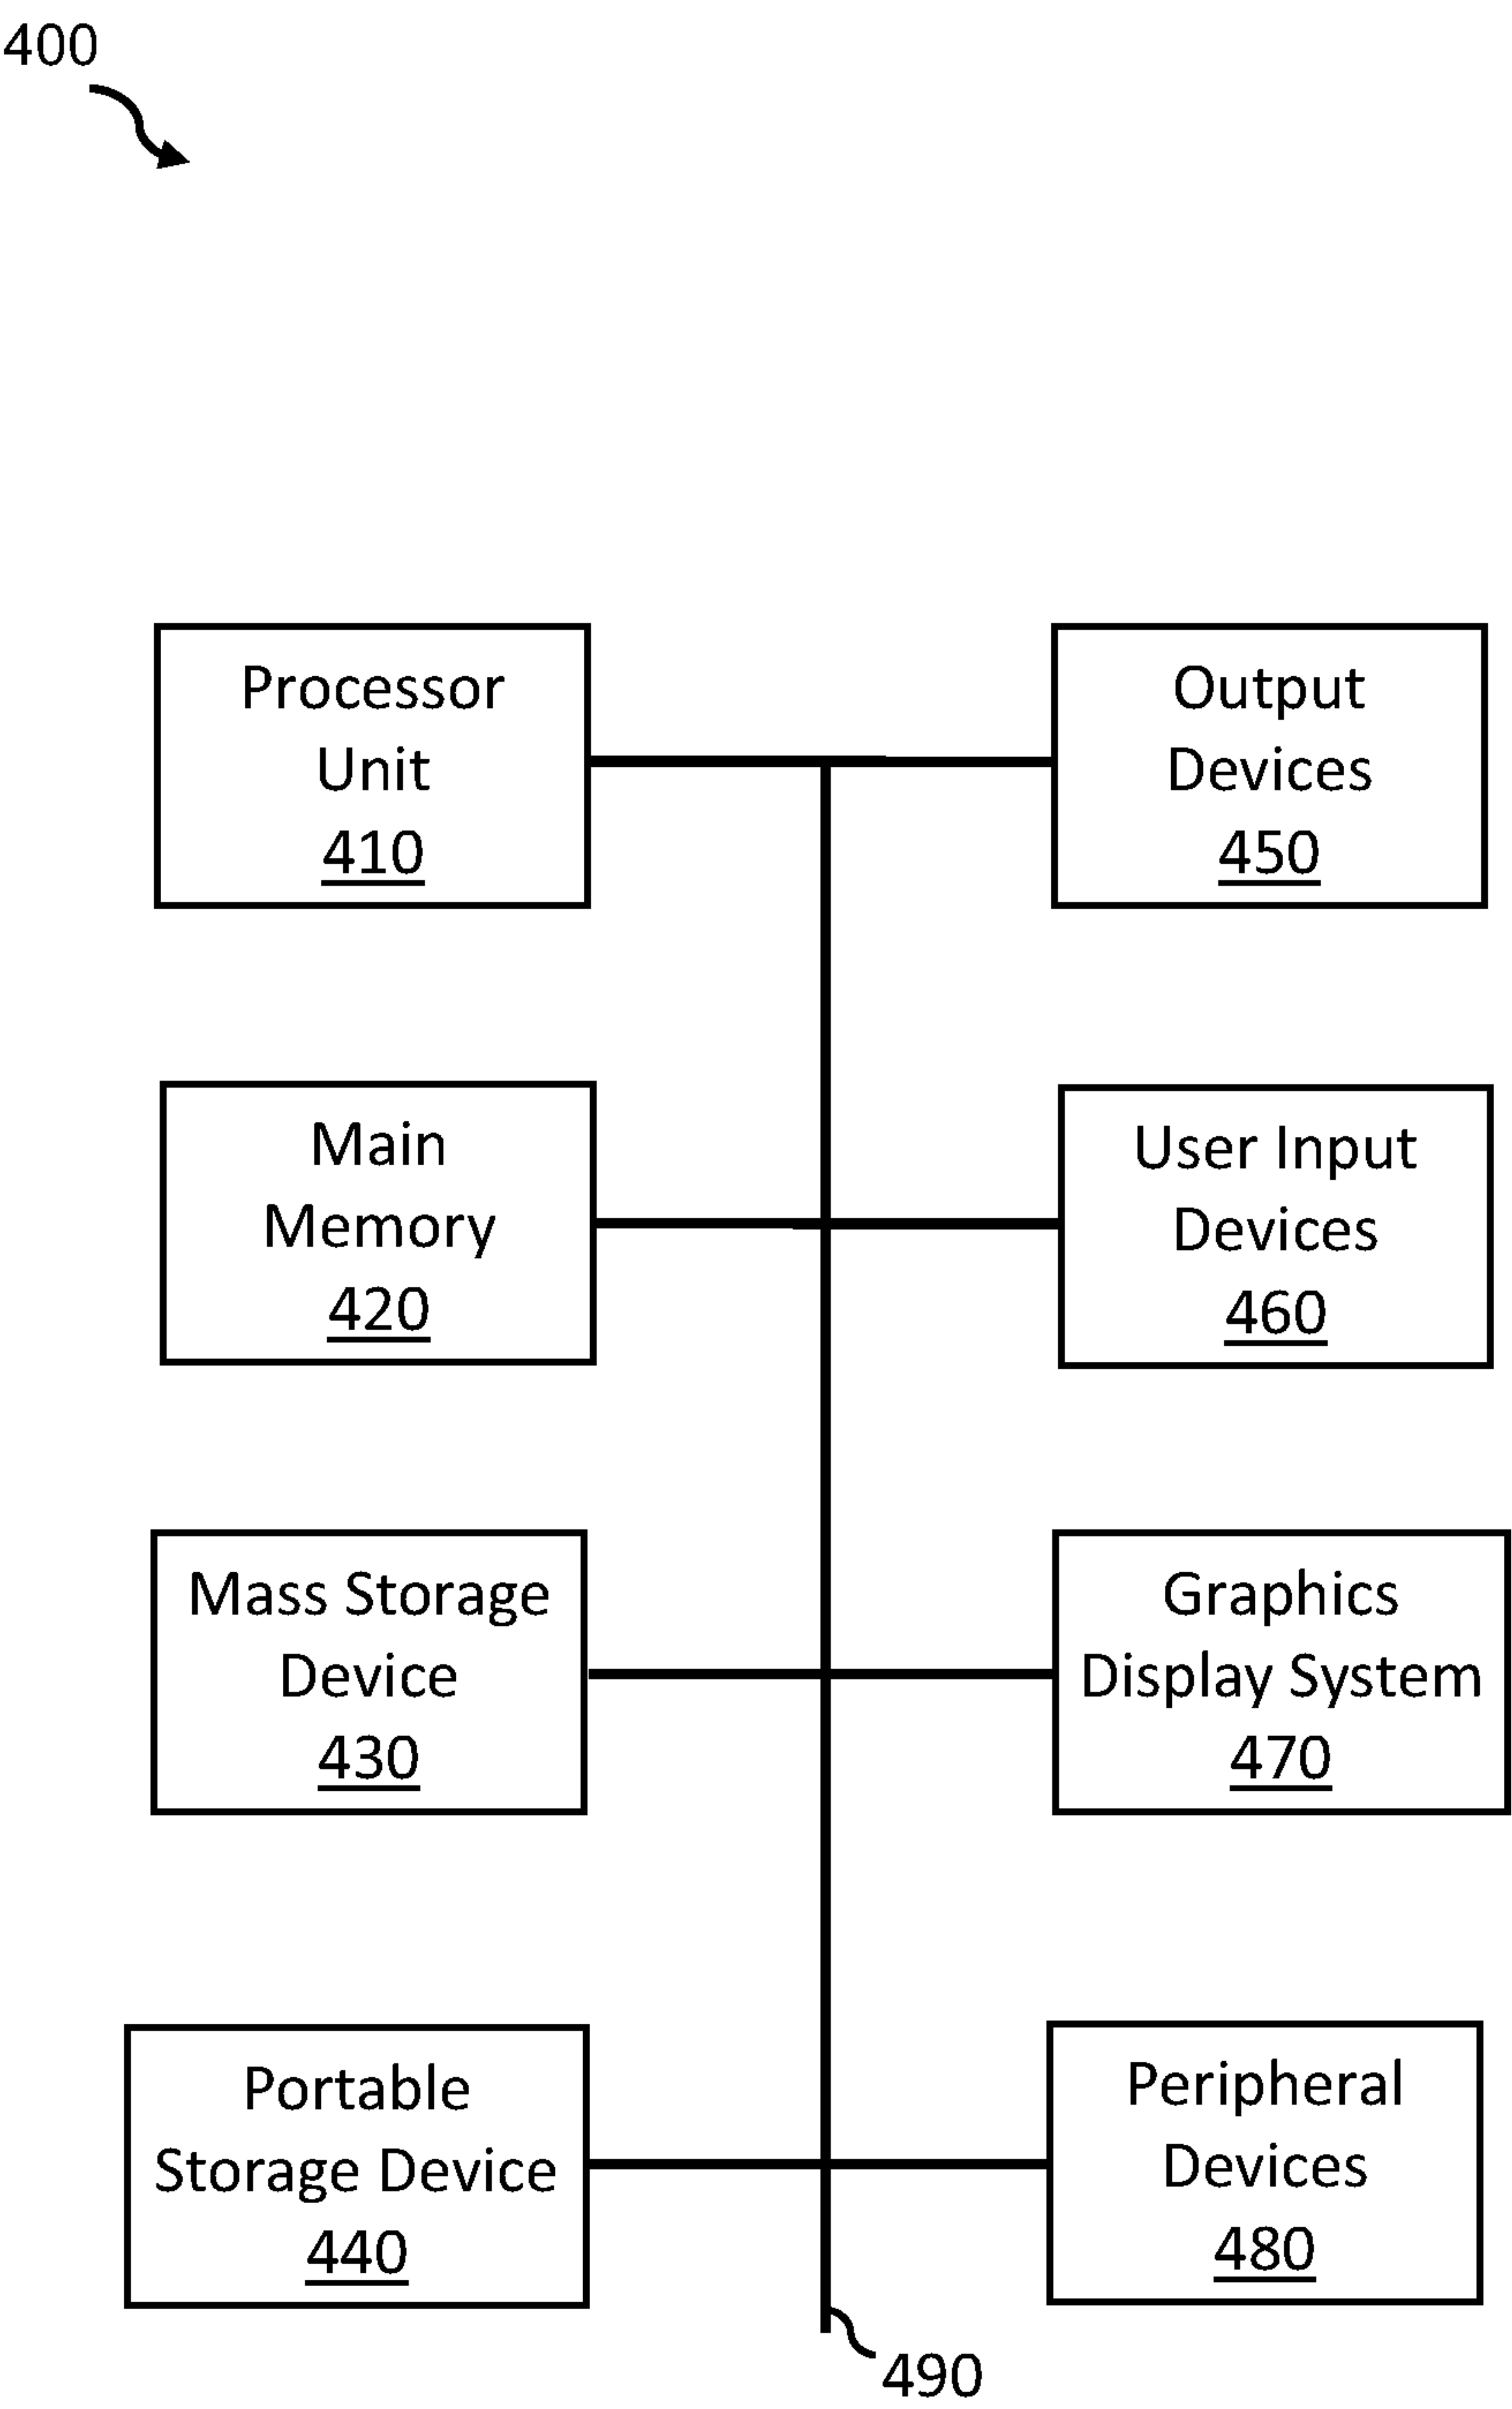 400
Processor
Unit
410
Output
Devices
450
Main
Memory
420
User Input
Devices
460
Mass Storage
Device
430
Graphics
Display System
470
Portable
Storage Device
440
Peripheral
Devices
480
490